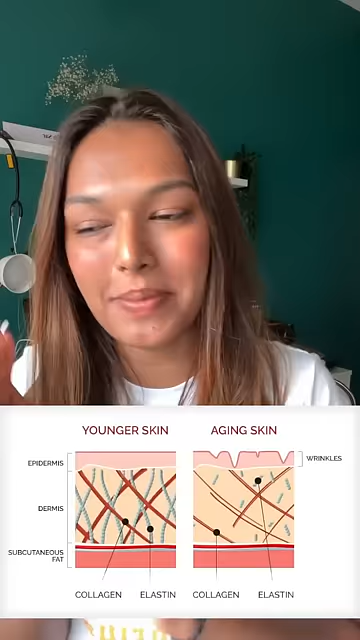 YOUNGER SKIN
AGING SKIN
EPIDERMIS
WRINKLES
DERMIS
SUBCUTANEOUS
FAT
COLLAGEN
ELASTIN
COLLAGEN
ELASTIN